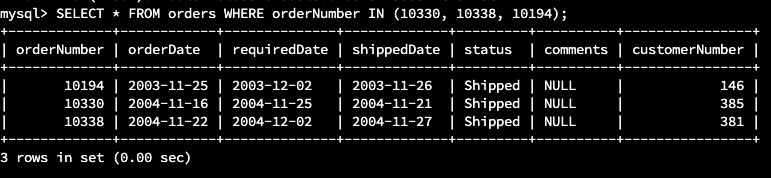 mysql> SELECT * FROM orders WHERE orderNumber IN (10330, 10338, 10194);
+-------------+------------+--------------+-------------+---------+----------+----------------+
| orderNumber | orderDate  | requiredDate | shippedDate | status  | comments | customerNumber |
+-------------+------------+--------------+-------------+---------+----------+----------------+
|       10194 | 2003-11-25 | 2003-12-02   | 2003-11-26  | Shipped | NULL     |            146 |
|       10330 | 2004-11-16 | 2004-11-25   | 2004-11-21  | Shipped | NULL     |            385 |
|       10338 | 2004-11-22 | 2004-12-02   | 2004-11-27  | Shipped | NULL     |            381 |
+-------------+------------+--------------+-------------+---------+----------+----------------+
3 rows in set (0.00 sec)